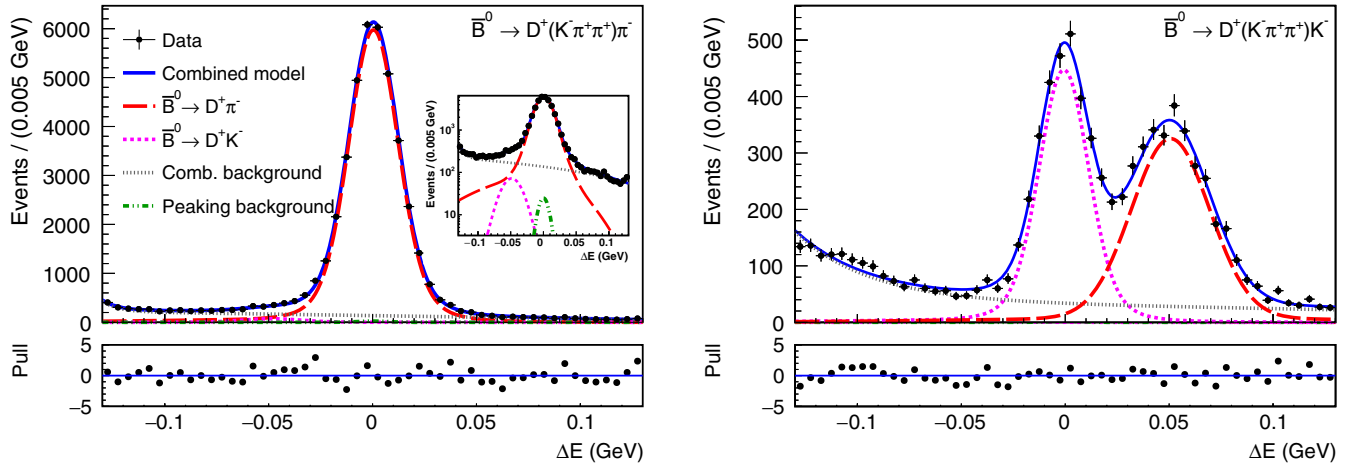 B̅⁰ → D⁺(K⁻π⁺π⁺)π⁻
Data
Combined model
B̅⁰ → D⁺π⁻
B̅⁰ → D⁺K⁻
Comb. background
Peaking background
Events / (0.005 GeV)
6000
5000
4000
3000
2000
1000
0
Events / (0.005 GeV)
10³
10²
10
−0.1
−0.05
0
0.05
0.1
ΔE (GeV)
Pull
5
0
−5
−0.1
−0.05
0
0.05
0.1
ΔE (GeV)
B̅⁰ → D⁺(K⁻π⁺π⁺)K⁻
Events / (0.005 GeV)
500
400
300
200
100
0
Pull
5
0
−5
−0.1
−0.05
0
0.05
0.1
ΔE (GeV)